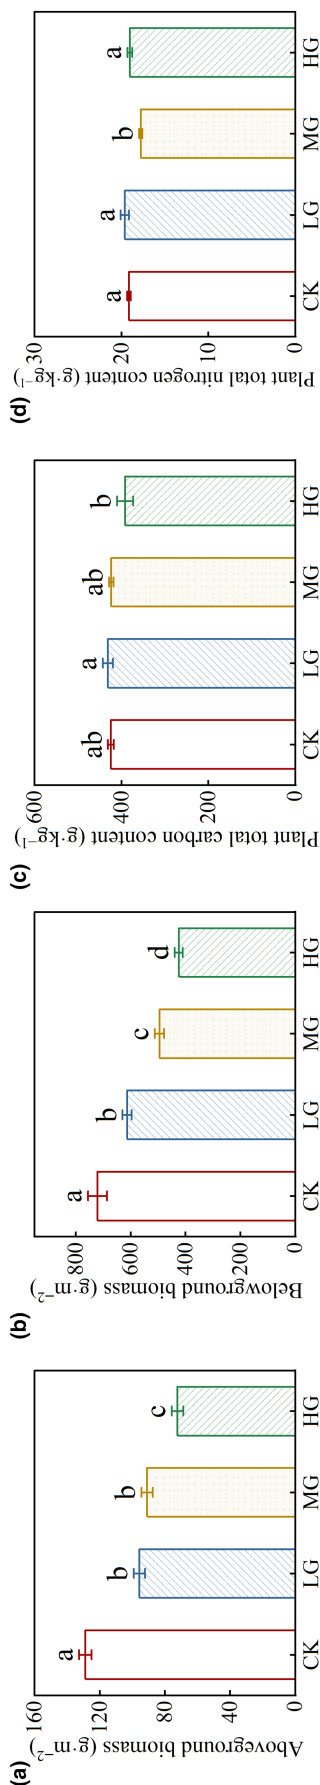 (a)
Aboveground biomass (g·m⁻²)
160
120
80
40
0
a
b
b
c
CK
LG
MG
HG
(b)
Belowground biomass (g·m⁻²)
800
600
400
200
0
a
b
c
d
CK
LG
MG
HG
(c)
Plant total carbon content (g·kg⁻¹)
600
400
200
0
ab
a
ab
b
CK
LG
MG
HG
(d)
Plant total nitrogen content (g·kg⁻¹)
30
20
10
0
a
a
b
a
CK
LG
MG
HG